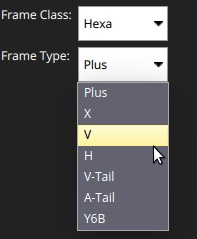 Frame Class: Hexa
Frame Type: Plus
Plus
X
V
H
V-Tail
A-Tail
Y6B